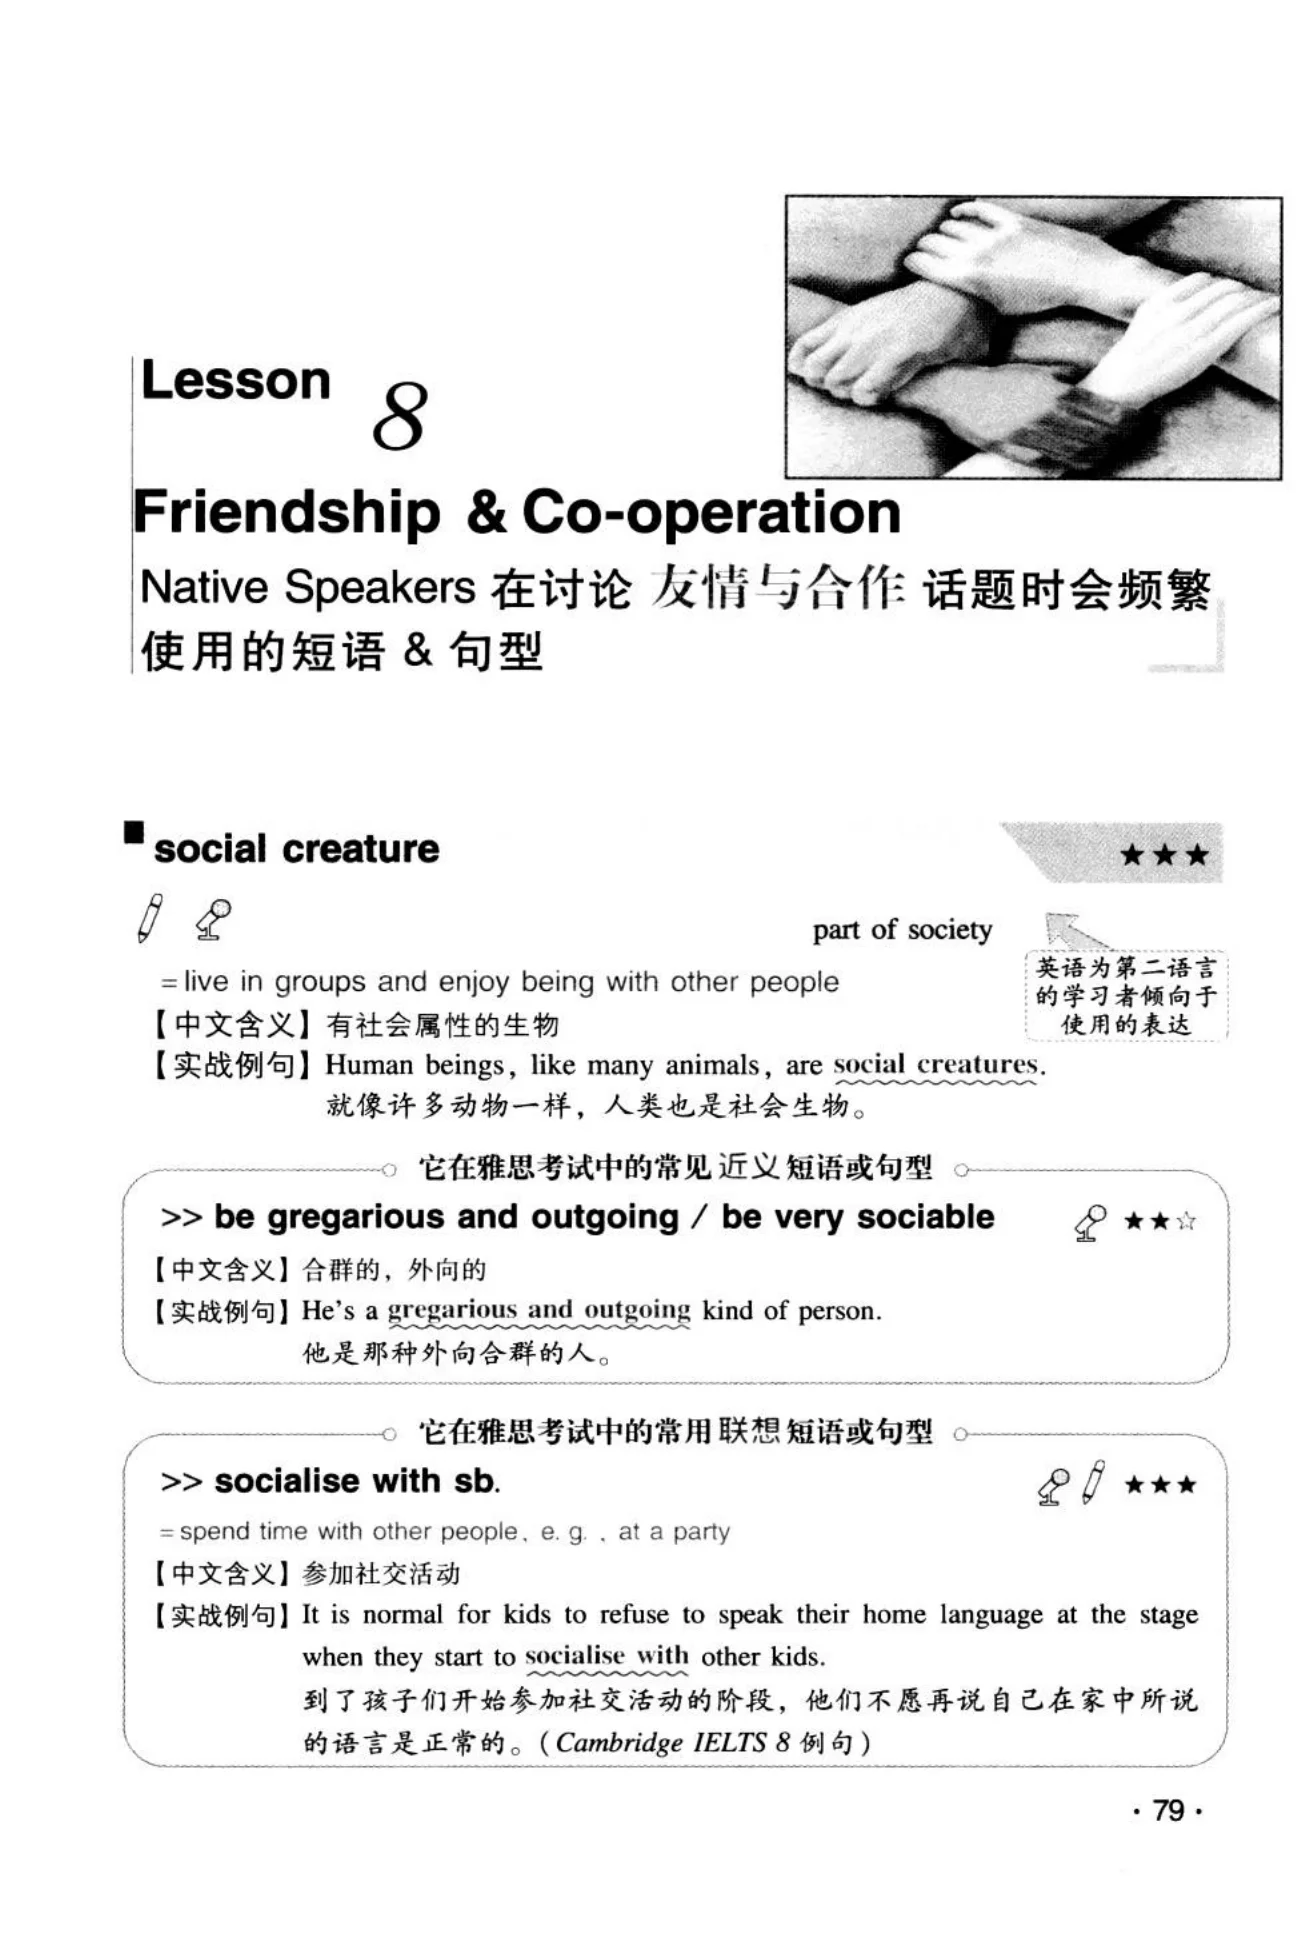 Lesson 8
Friendship & Co-operation
Native Speakers 在讨论 友情与合作 话题时会频繁
使用的短语 & 句型
■ social creature ★★★
part of society
英语为第二语言
的学习者倾向于
使用的表达
= live in groups and enjoy being with other people
【中文含义】有社会属性的生物
【实战例句】Human beings, like many animals, are social creatures.
就像许多动物一样，人类也是社会生物。
它在雅思考试中的常见近义短语或句型
>> be gregarious and outgoing / be very sociable ★★☆
【中文含义】合群的，外向的
【实战例句】He's a gregarious and outgoing kind of person.
他是那种外向合群的人。
它在雅思考试中的常用联想短语或句型
>> socialise with sb. ★★★
= spend time with other people, e. g. , at a party
【中文含义】参加社交活动
【实战例句】It is normal for kids to refuse to speak their home language at the stage
when they start to socialise with other kids.
到了孩子们开始参加社交活动的阶段，他们不愿再说自己在家中所说
的语言是正常的。(Cambridge IELTS 8 例句)
· 79 ·